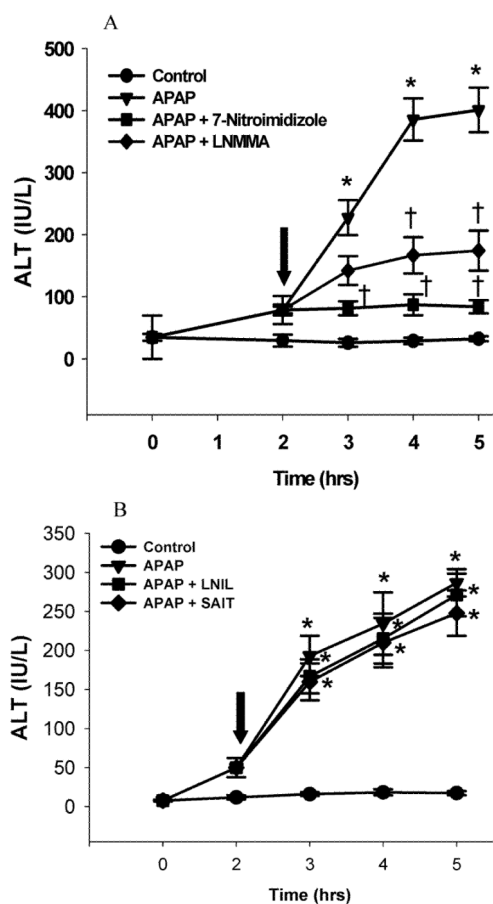 A
Control
APAP
APAP + 7-Nitroimidizole
APAP + LNMMA
500
400
300
200
100
0
ALT (IU/L)
* * *
† † † † †
0 1 2 3 4 5
Time (hrs)
B
Control
APAP
APAP + LNIL
APAP + SAIT
350
300
250
200
150
100
50
0
ALT (IU/L)
* * * * * * * * *
0 2 3 4 5
Time (hrs)